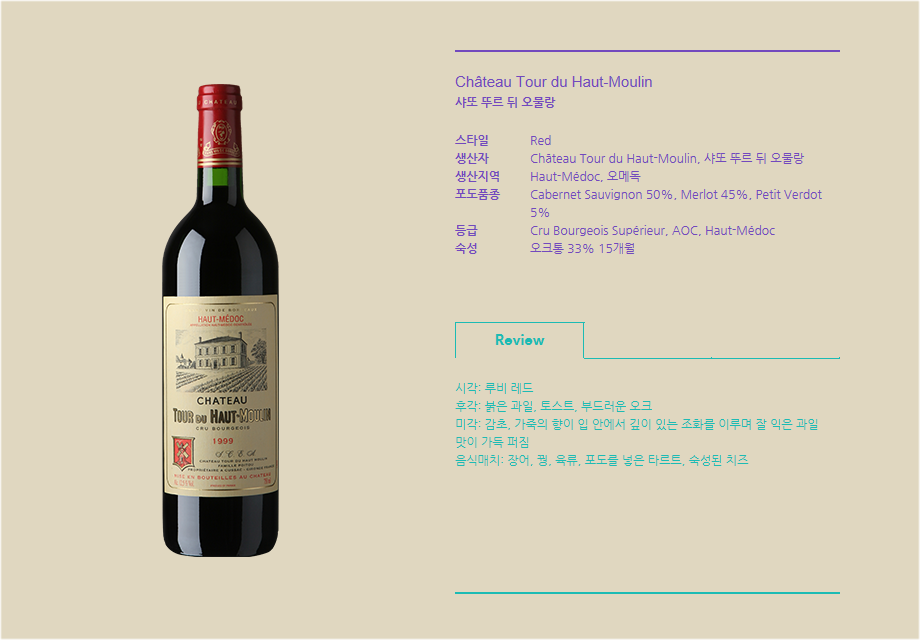 Château Tour du Haut-Moulin
샤또 뚜르 뒤 오물랑
스타일 Red
생산자 Château Tour du Haut-Moulin, 샤또 뚜르 뒤 오물랑
생산지역 Haut-Médoc, 오메독
포도품종 Cabernet Sauvignon 50%, Merlot 45%, Petit Verdot
5%
등급 Cru Bourgeois Supérieur, AOC, Haut-Médoc
숙성 오크통 33% 15개월
Review
시각: 루비 레드
후각: 붉은 과일, 토스트, 부드러운 오크
미각: 감초, 가죽의 향이 입 안에서 깊이 있는 조화를 이루며 잘 익은 과일
맛이 가득 퍼짐
음식매치: 장어, 꿩, 육류, 포도를 넣은 타르트, 숙성된 치즈
CHATEAU
VIN DE
HAUT-MÉDOC
CHATEAU
TOUR DU HAUT-MOULIN
CRU BOURGEOIS
1999
S.C.E.A
CHATEAU TOUR DU HAUT MOULIN
FAMILLE POITOU
MIS EN BOUTEILLES AU CHATEAU